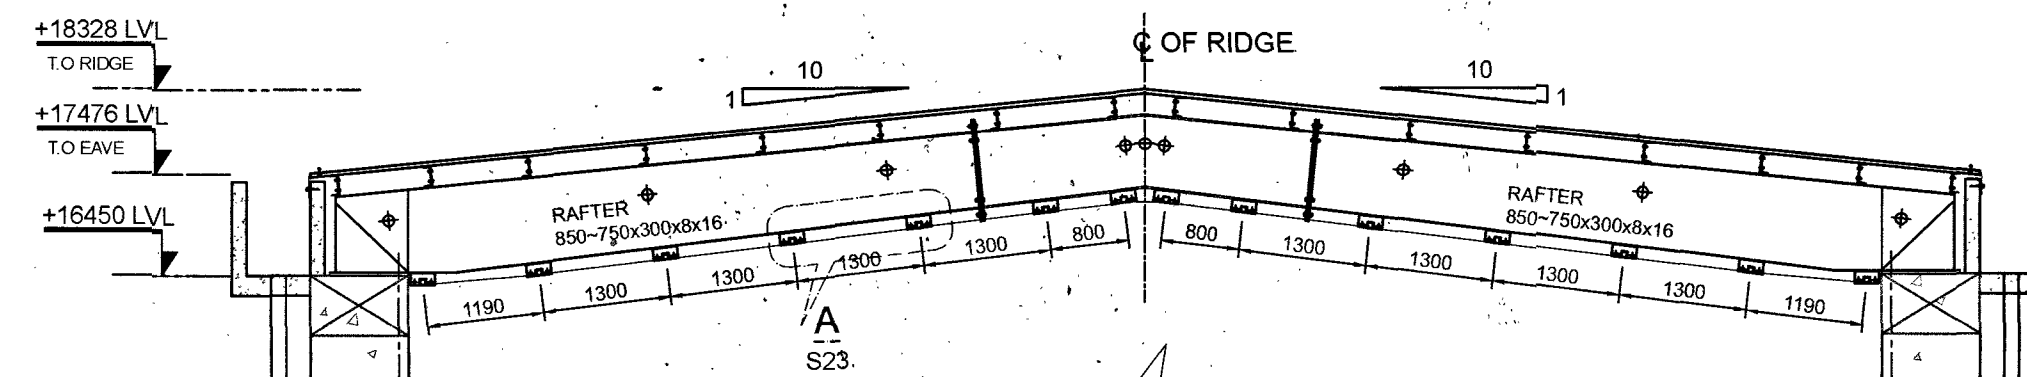 +18328 LVL
T.O RIDGE
+17476 LVL
T.O EAVE
+16450 LVL
℄ OF RIDGE
10
1
10
1
RAFTER
850~750x300x8x16
RAFTER
850~750x300x8x16
1190
1300
1300
1300
1300
800
800
1300
1300
1300
1300
1190
A
S23